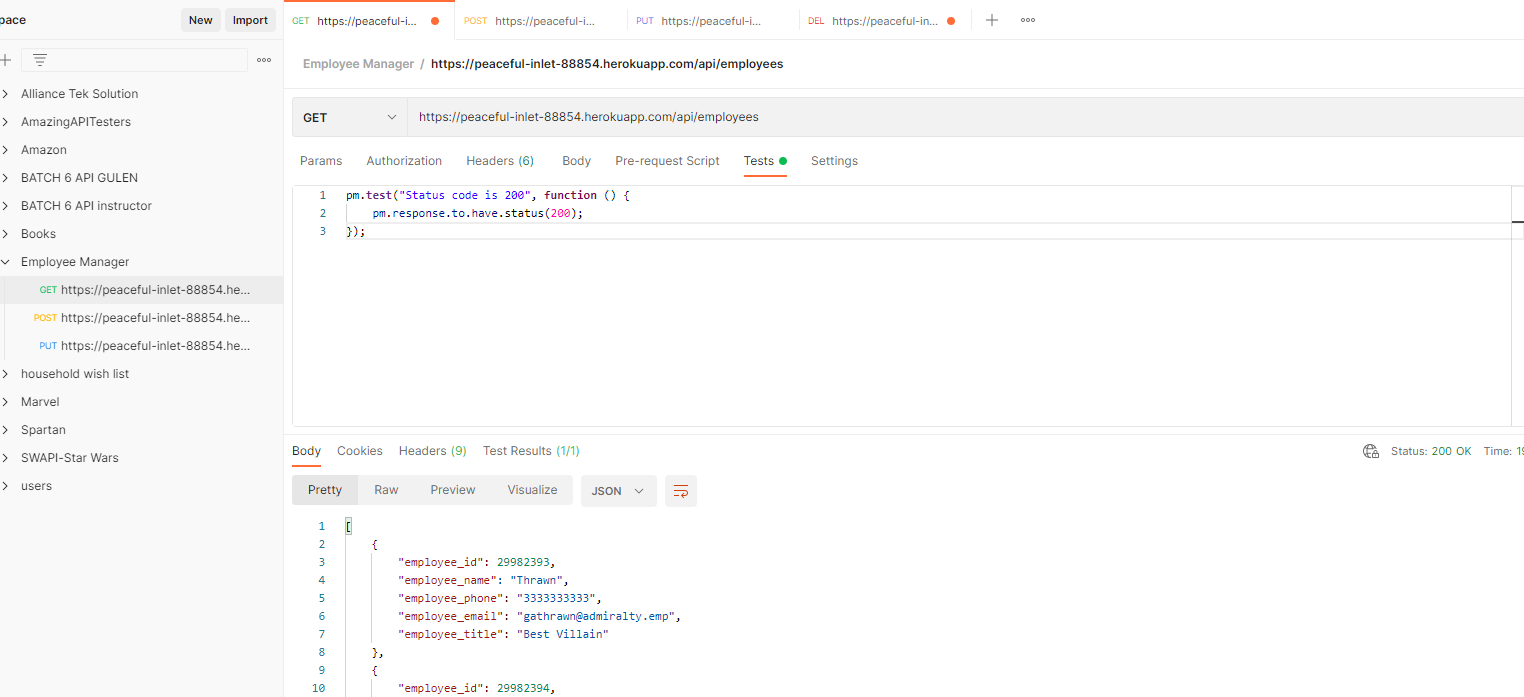 pace New Import
GET https://peaceful-i... POST https://peaceful-i... PUT https://peaceful-i... DEL https://peaceful-in...
Employee Manager / https://peaceful-inlet-88854.herokuapp.com/api/employees
Alliance Tek Solution
AmazingAPITesters
Amazon
BATCH 6 API GULEN
BATCH 6 API instructor
Books
Employee Manager
GET https://peaceful-inlet-88854.he...
POST https://peaceful-inlet-88854.he...
PUT https://peaceful-inlet-88854.he...
household wish list
Marvel
Spartan
SWAPI-Star Wars
users
GET https://peaceful-inlet-88854.herokuapp.com/api/employees
Params Authorization Headers (6) Body Pre-request Script Tests Settings
1 pm.test("Status code is 200", function () {
2 pm.response.to.have.status(200);
3 });
Body Cookies Headers (9) Test Results (1/1) Status: 200 OK Time: 19
Pretty Raw Preview Visualize JSON
1 [
2 {
3 "employee_id": 29982393,
4 "employee_name": "Thrawn",
5 "employee_phone": "3333333333",
6 "employee_email": "gathrawn@admiralty.emp",
7 "employee_title": "Best Villain"
8 },
9 {
10 "employee_id": 29982394,